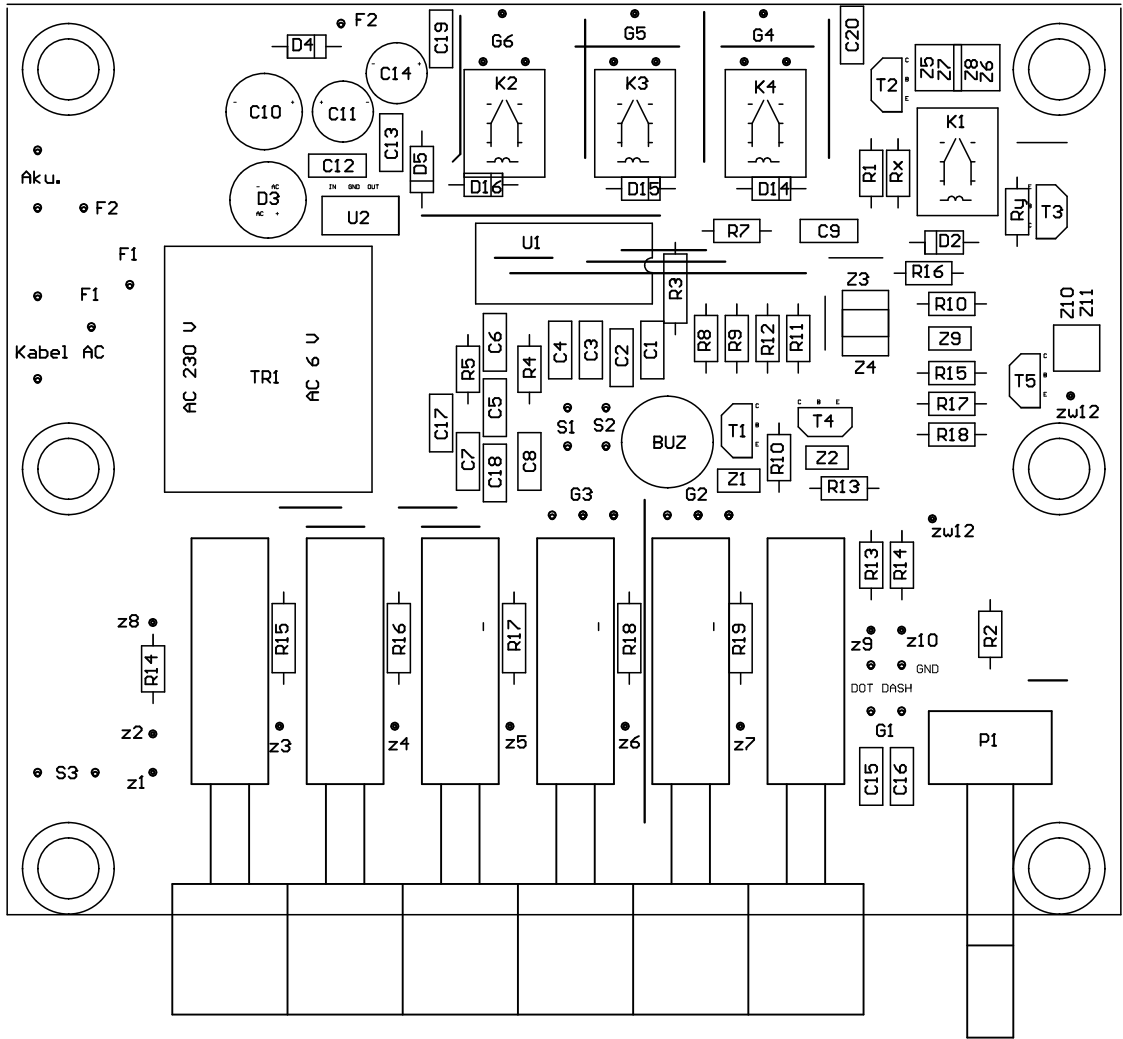 F2
C19
G6
G5
G4
C20
D4
C14
T2
C
B
E
Z5
Z7
Z8
Z6
K2
K3
K4
K1
- +
C10
- +
C11
+ -
C13
C12
D5
D16
D15
D14
R1
Rx
Ry
C
B
E
T3
Aku.
F2
IN GND OUT
- AC
D3
AC +
U2
U1
R7
C9
D2
R16
F1
F1
Kabel AC
AC 230 V
TR1
AC 6 V
R3
Z3
Z4
R10
Z9
Z10
Z11
R15
R17
R18
C
B
E
T5
zw12
C6
R5
R4
C4
C3
C2
C1
R8
R9
R12
R11
C5
C17
C7
C18
C8
S1
S2
BUZ
T1
C
B
E
C B E
T4
R10
Z2
Z1
R13
G3
G2
zw12
R13
R14
z8
R14
R15
R16
R17
R18
R19
R2
z9
z10
GND
DOT DASH
G1
z2
z3
z4
z5
z6
z7
P1
S3
z1
C15
C16